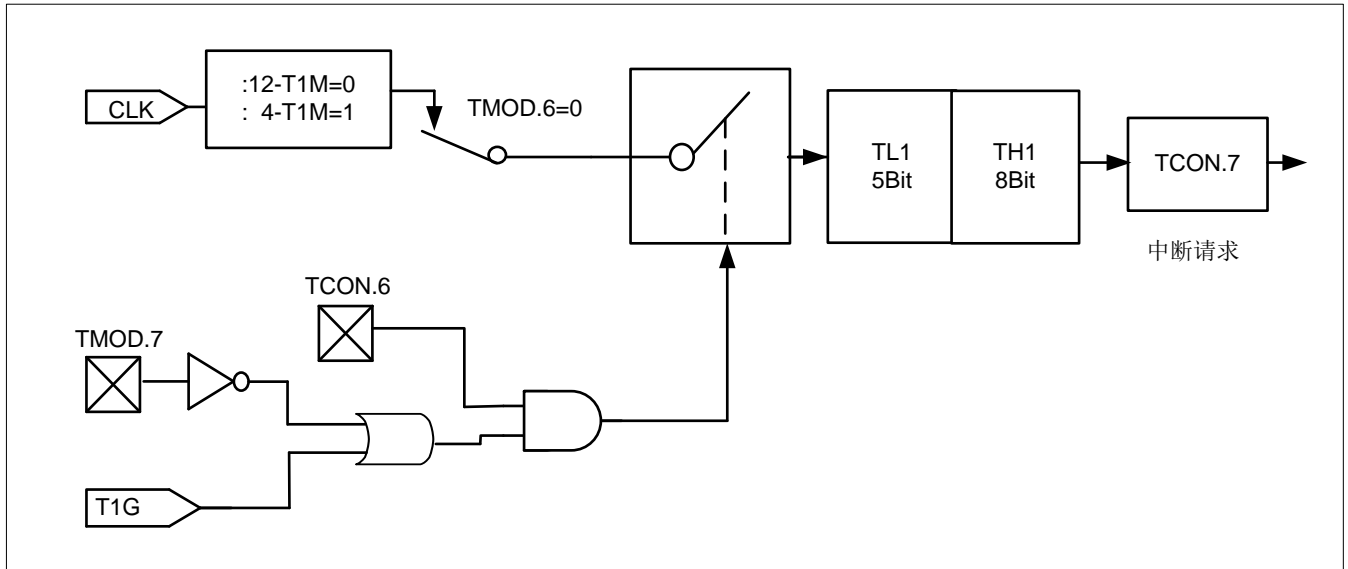 :12-T1M=0
: 4-T1M=1
CLK
TMOD.6=0
TL1
5Bit
TH1
8Bit
TCON.7
中断请求
TCON.6
TMOD.7
T1G